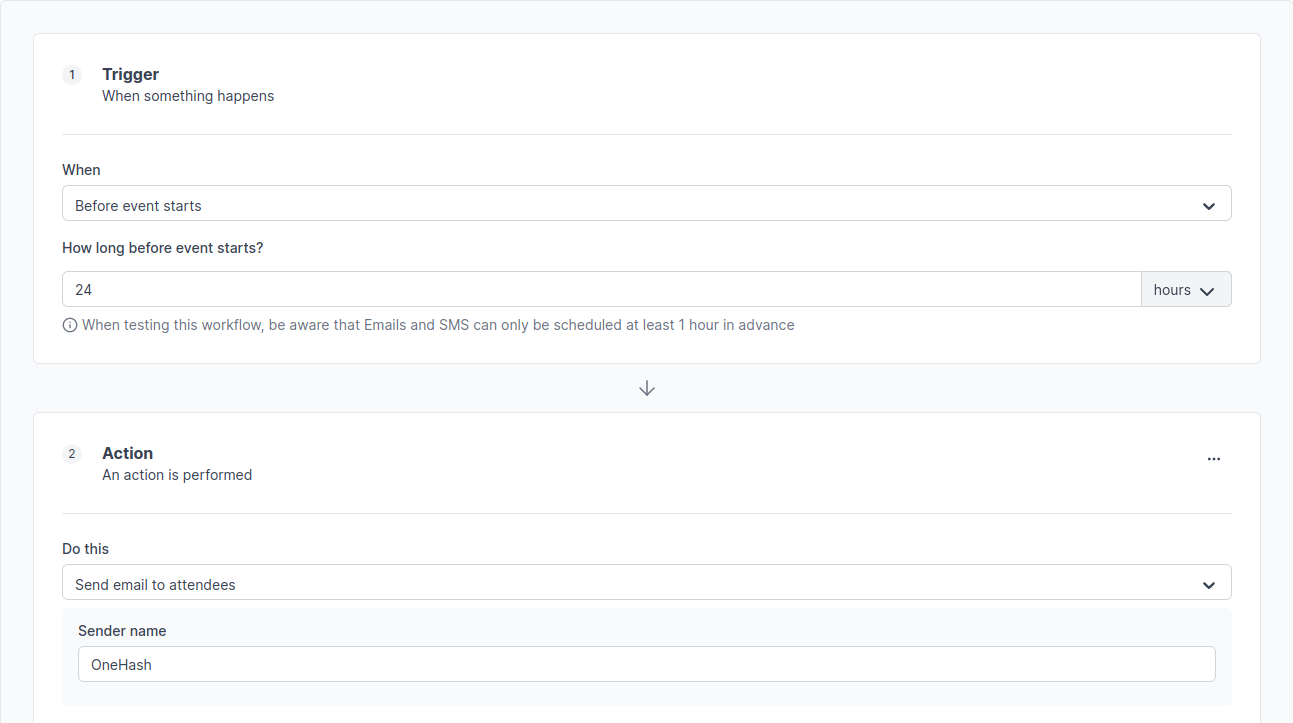 1
Trigger
When something happens
When
Before event starts
How long before event starts?
24
hours
When testing this workflow, be aware that Emails and SMS can only be scheduled at least 1 hour in advance
2
Action
An action is performed
Do this
Send email to attendees
Sender name
OneHash